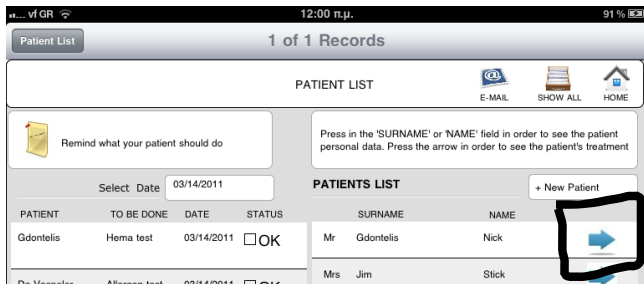 vf GR 12:00 π.μ. 91 %
Patient List 1 of 1 Records
PATIENT LIST
E-MAIL SHOW ALL HOME
Remind what your patient should do
Press in the 'SURNAME' or 'NAME' field in order to see the patient
personal data. Press the arrow in order to see the patient's treatment
Select Date 03/14/2011
PATIENTS LIST + New Patient
PATIENT TO BE DONE DATE STATUS
SURNAME NAME
Gdontelis Hema test 03/14/2011 OK
Mr Gdontelis Nick
Mrs Jim Stick